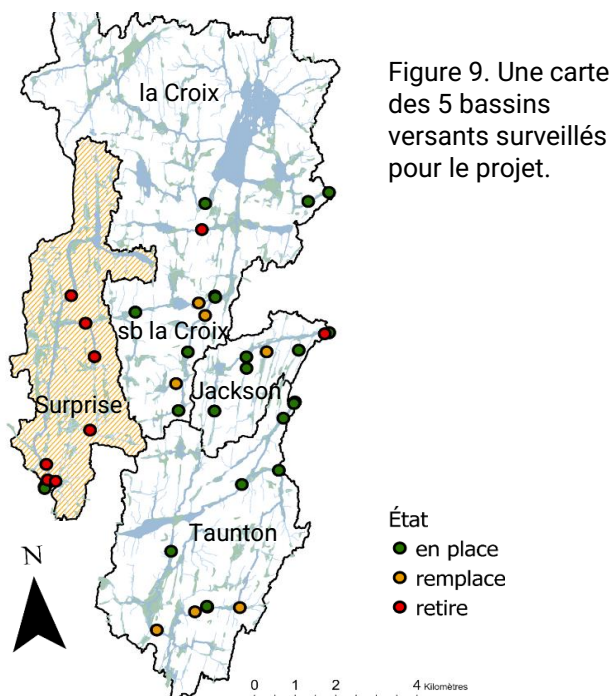 la Croix
Figure 9. Une carte
des 5 bassins
versants surveillés
pour le projet.
sb la Croix
Jackson
Surprise
Taunton
N
État
en place
remplace
retire
0 1 2 4 Kilomètres